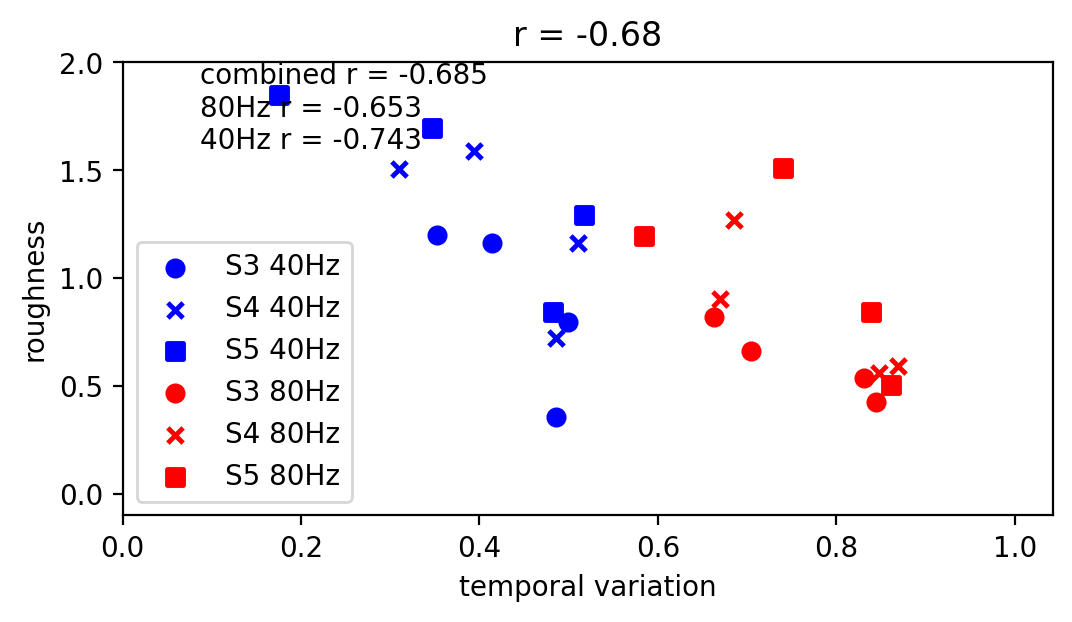 r = -0.68
2.0
combined r = -0.685
80Hz r = -0.653
40Hz r = -0.743
1.5
1.0
0.5
0.0
roughness
S3 40Hz
S4 40Hz
S5 40Hz
S3 80Hz
S4 80Hz
S5 80Hz
0.0 0.2 0.4 0.6 0.8 1.0
temporal variation